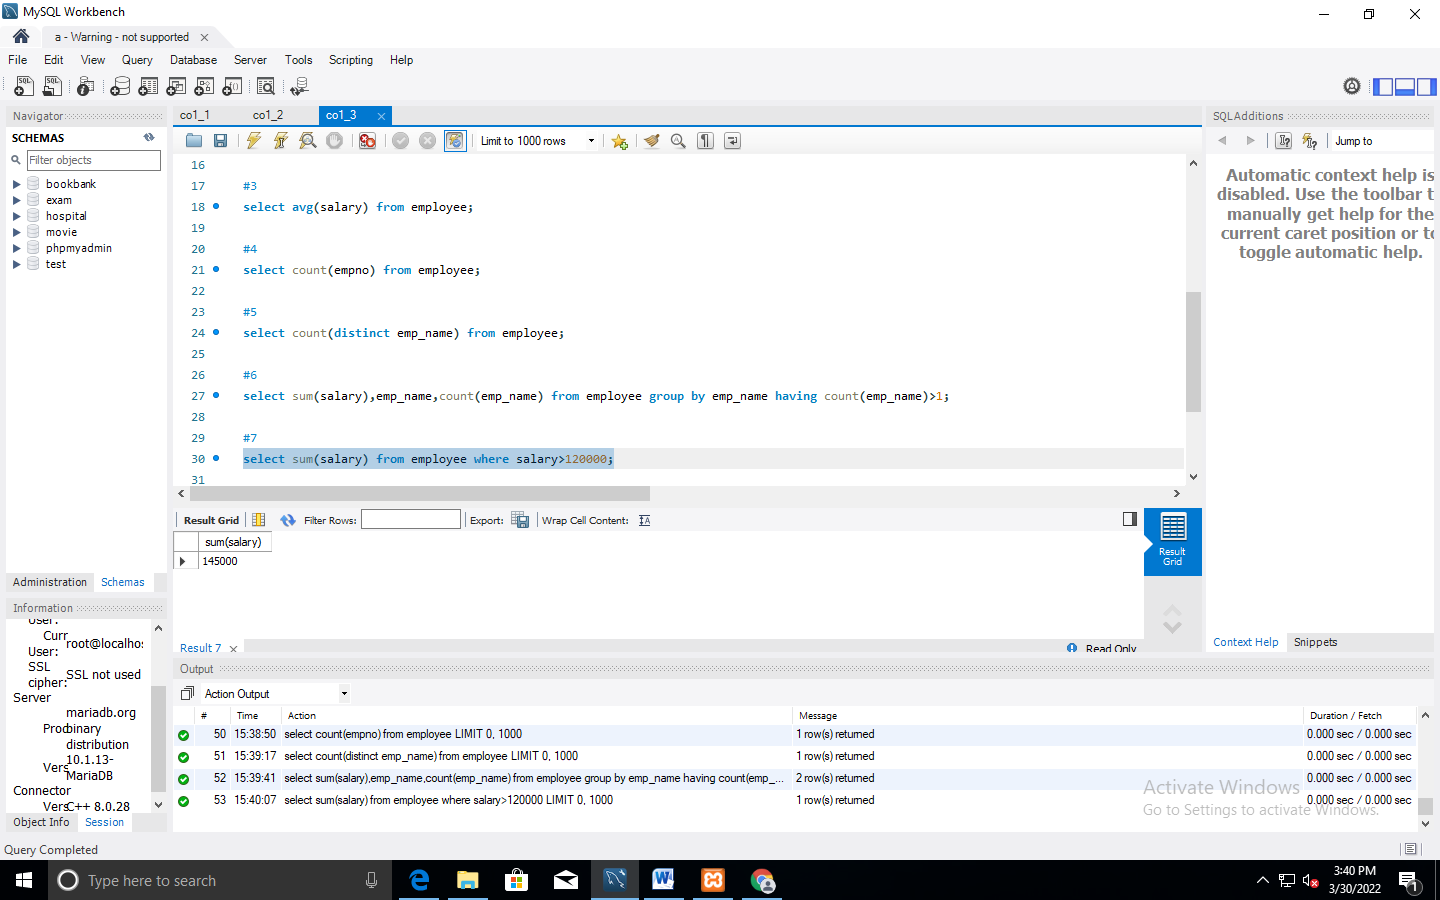 MySQL Workbench
a - Warning - not supported
File Edit View Query Database Server Tools Scripting Help
Navigator
SCHEMAS
Filter objects
bookbank
exam
hospital
movie
phpmyadmin
test
Administration Schemas
Information
User:
Curr
User: root@localho
SSL
cipher: SSL not used
Server
mariadb.org
Prod binary
distribution
10.1.13-
Vers MariaDB
Connector
Vers C++ 8.0.28
Object Info Session
co1_1 co1_2 co1_3
Limit to 1000 rows
16
17 #3
18 select avg(salary) from employee;
19
20 #4
21 select count(empno) from employee;
22
23 #5
24 select count(distinct emp_name) from employee;
25
26 #6
27 select sum(salary),emp_name,count(emp_name) from employee group by emp_name having count(emp_name)>1;
28
29 #7
30 select sum(salary) from employee where salary>120000;
31
Result Grid Filter Rows: Export: Wrap Cell Content: IA
sum(salary)
145000
Result
Grid
Result 7 Read Only
SQLAdditions
Jump to
Automatic context help is
disabled. Use the toolbar t
manually get help for the
current caret position or to
toggle automatic help.
Context Help Snippets
Output
Action Output
# Time Action Message Duration / Fetch
50 15:38:50 select count(empno) from employee LIMIT 0, 1000 1 row(s) returned 0.000 sec / 0.000 sec
51 15:39:17 select count(distinct emp_name) from employee LIMIT 0, 1000 1 row(s) returned 0.000 sec / 0.000 sec
52 15:39:41 select sum(salary),emp_name,count(emp_name) from employee group by emp_name having count(emp_... 2 row(s) returned 0.000 sec / 0.000 sec
53 15:40:07 select sum(salary) from employee where salary>120000 LIMIT 0, 1000 1 row(s) returned 0.000 sec / 0.000 sec
Activate Windows
Go to Settings to activate Windows.
Query Completed
Type here to search
3:40 PM
3/30/2022
1